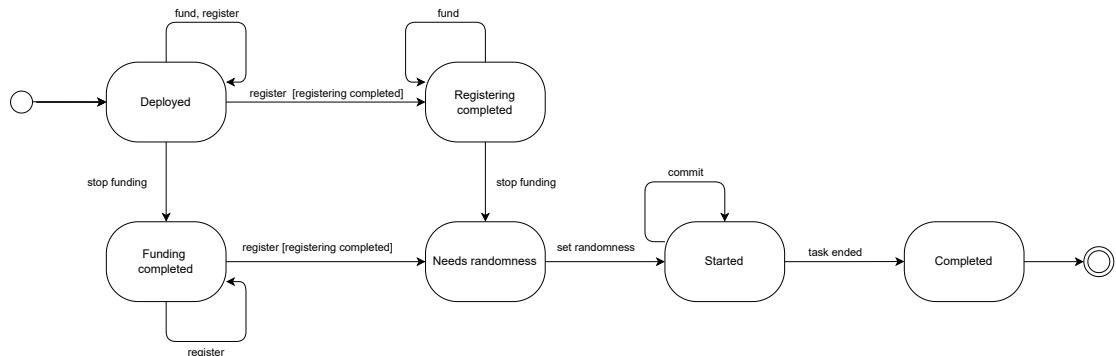 fund, register
fund
Deployed
register [registering completed]
Registering
completed
stop funding
stop funding
commit
Funding
completed
register [registering completed]
Needs randomness
set randomness
Started
task ended
Completed
register